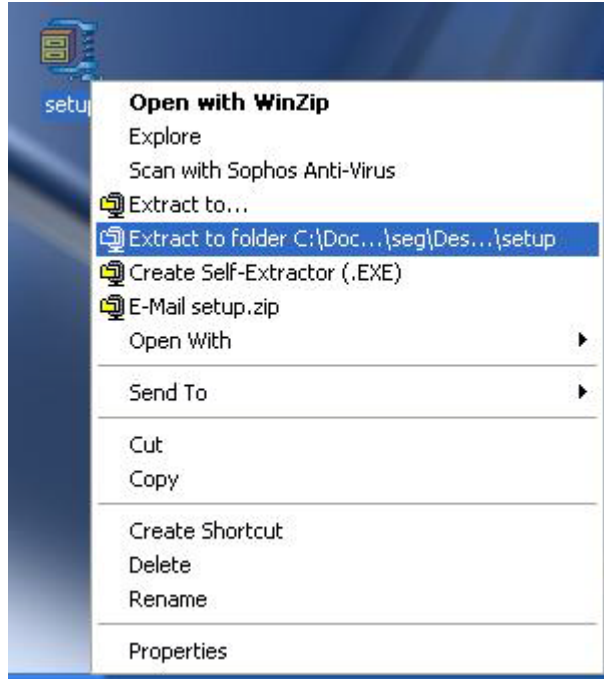 setup
Open with WinZip
Explore
Scan with Sophos Anti-Virus
Extract to...
Extract to folder C:\Doc...\seg\Des...\setup
Create Self-Extractor (.EXE)
E-Mail setup.zip
Open With
Send To
Cut
Copy
Create Shortcut
Delete
Rename
Properties